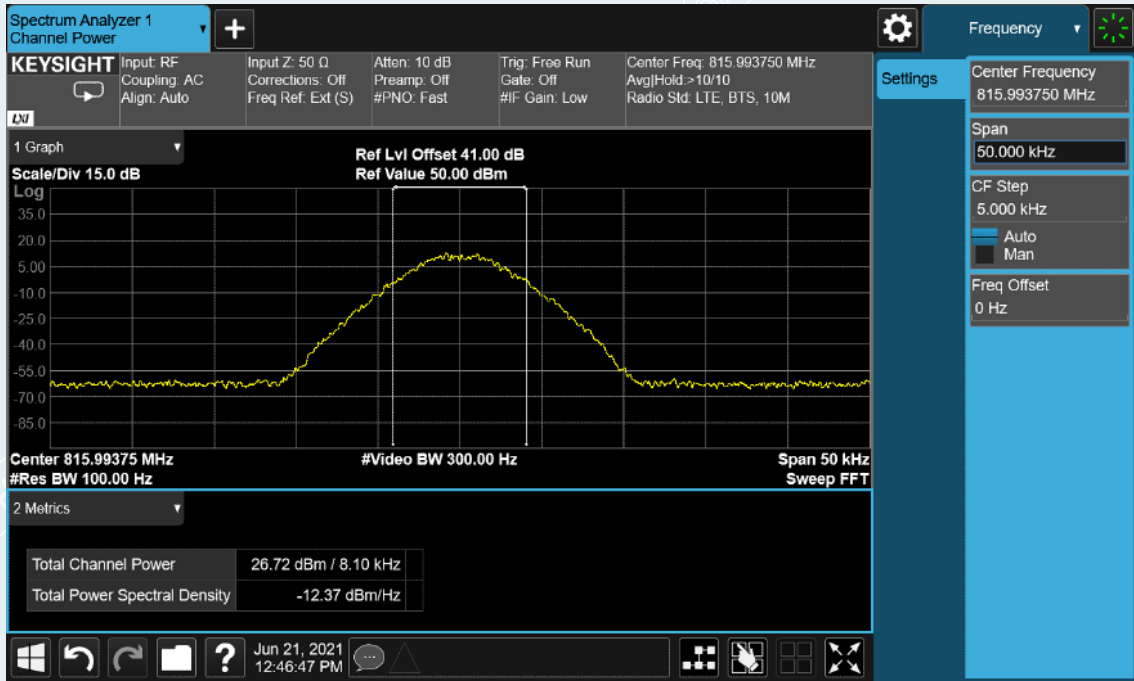 Spectrum Analyzer 1
Channel Power
+
Frequency
KEYSIGHT
LXI
Input: RF
Coupling: AC
Align: Auto
Input Z: 50 Ω
Corrections: Off
Freq Ref: Ext (S)
Atten: 10 dB
Preamp: Off
#PNO: Fast
Trig: Free Run
Gate: Off
#IF Gain: Low
Center Freq: 815.993750 MHz
Avg|Hold:>10/10
Radio Std: LTE, BTS, 10M
Settings
Center Frequency
815.993750 MHz
Span
50.000 kHz
CF Step
5.000 kHz
Auto
Man
Freq Offset
0 Hz
1 Graph
Scale/Div 15.0 dB
Ref Lvl Offset 41.00 dB
Ref Value 50.00 dBm
Log
35.0
20.0
5.00
-10.0
-25.0
-40.0
-55.0
-70.0
-85.0
Center 815.99375 MHz
#Video BW 300.00 Hz
Span 50 kHz
#Res BW 100.00 Hz
Sweep FFT
2 Metrics
Total Channel Power 26.72 dBm / 8.10 kHz
Total Power Spectral Density -12.37 dBm/Hz
?
Jun 21, 2021
12:46:47 PM